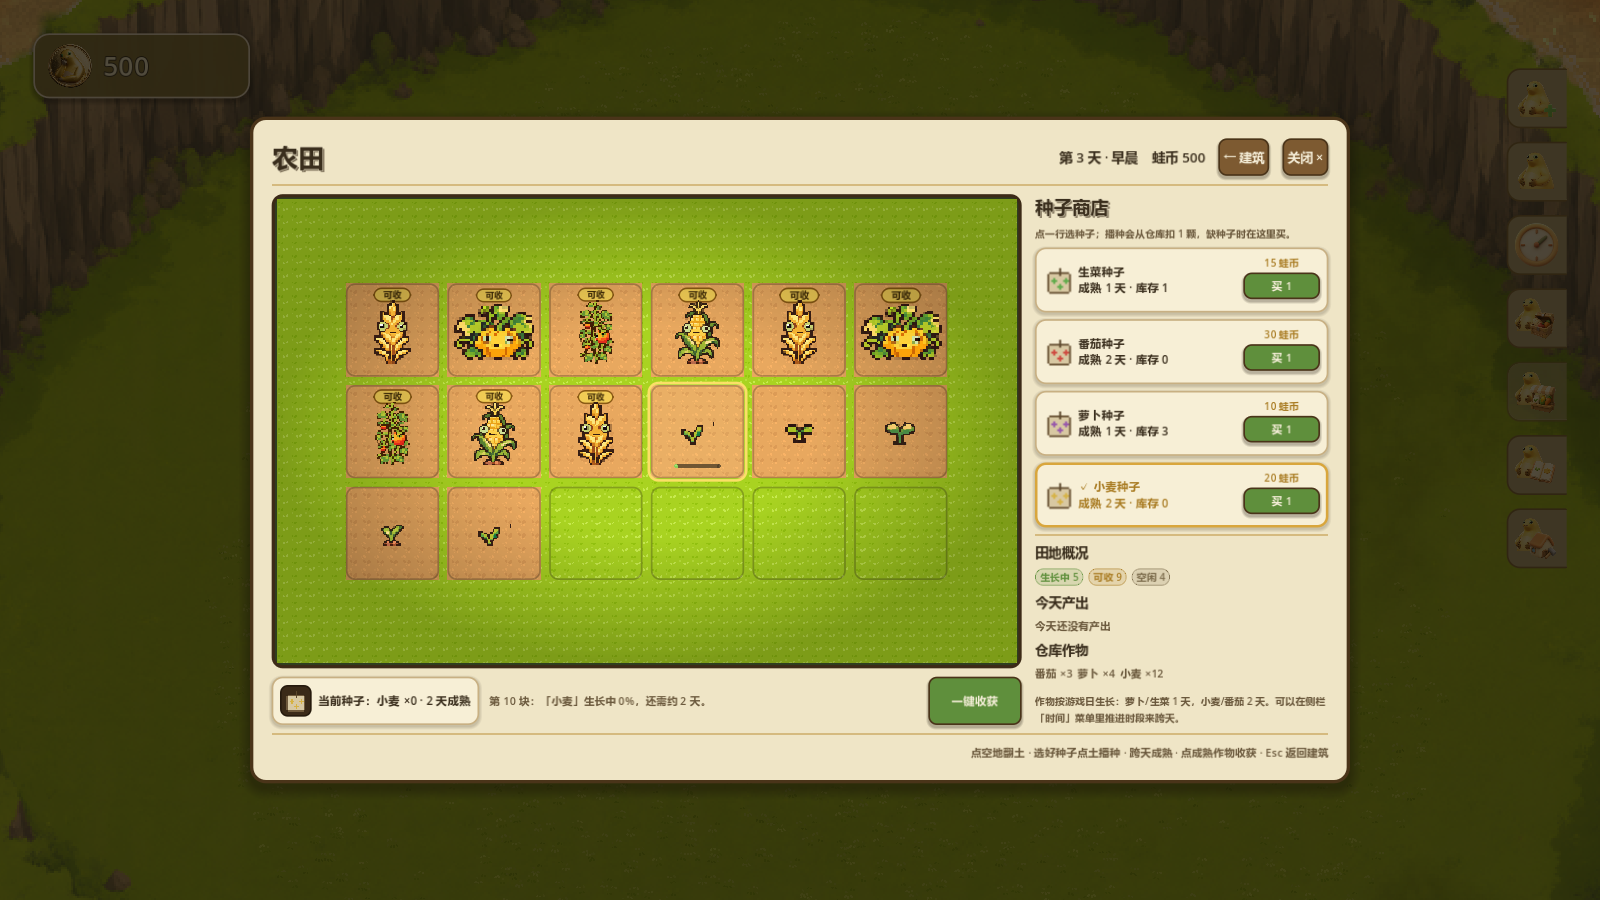 500
农田
第 3 天 · 早晨 蛙币 500
← 建筑
关闭 ×
可收
可收
可收
可收
可收
可收
可收
可收
可收
种子商店
点一行选种子；播种会从仓库扣 1 颗，缺种子时在这里买。
生菜种子
成熟 1 天 · 库存 1
15 蛙币
买 1
番茄种子
成熟 2 天 · 库存 0
30 蛙币
买 1
萝卜种子
成熟 1 天 · 库存 3
10 蛙币
买 1
✓ 小麦种子
成熟 2 天 · 库存 0
20 蛙币
买 1
田地概况
生长中 5
可收 9
空闲 4
今天产出
今天还没有产出
仓库作物
番茄 ×3 萝卜 ×4 小麦 ×12
作物按游戏日生长：萝卜/生菜 1 天，小麦/番茄 2 天。可以在侧栏
「时间」菜单里推进时段来跨天。
当前种子：小麦 ×0 · 2 天成熟
第 10 块：「小麦」生长中 0%，还需约 2 天。
一键收获
点空地翻土 · 选好种子点土播种 · 跨天成熟 · 点成熟作物收获 · Esc 返回建筑